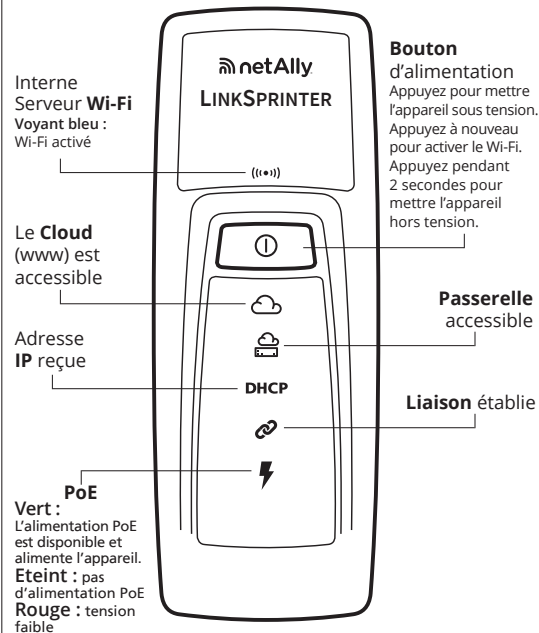 netAlly
LINKSPRINTER
Interne
Serveur Wi-Fi
Voyant bleu :
Wi-Fi activé
Bouton
d’alimentation
Appuyez pour mettre
l’appareil sous tension.
Appuyez à nouveau
pour activer le Wi-Fi.
Appuyez pendant
2 secondes pour
mettre l’appareil
hors tension.
Le Cloud
(www) est
accessible
Passerelle
accessible
Adresse
IP reçue
DHCP
Liaison établie
PoE
Vert :
L’alimentation PoE
est disponible et
alimente l’appareil.
Eteint : pas
d’alimentation PoE
Rouge : tension
faible